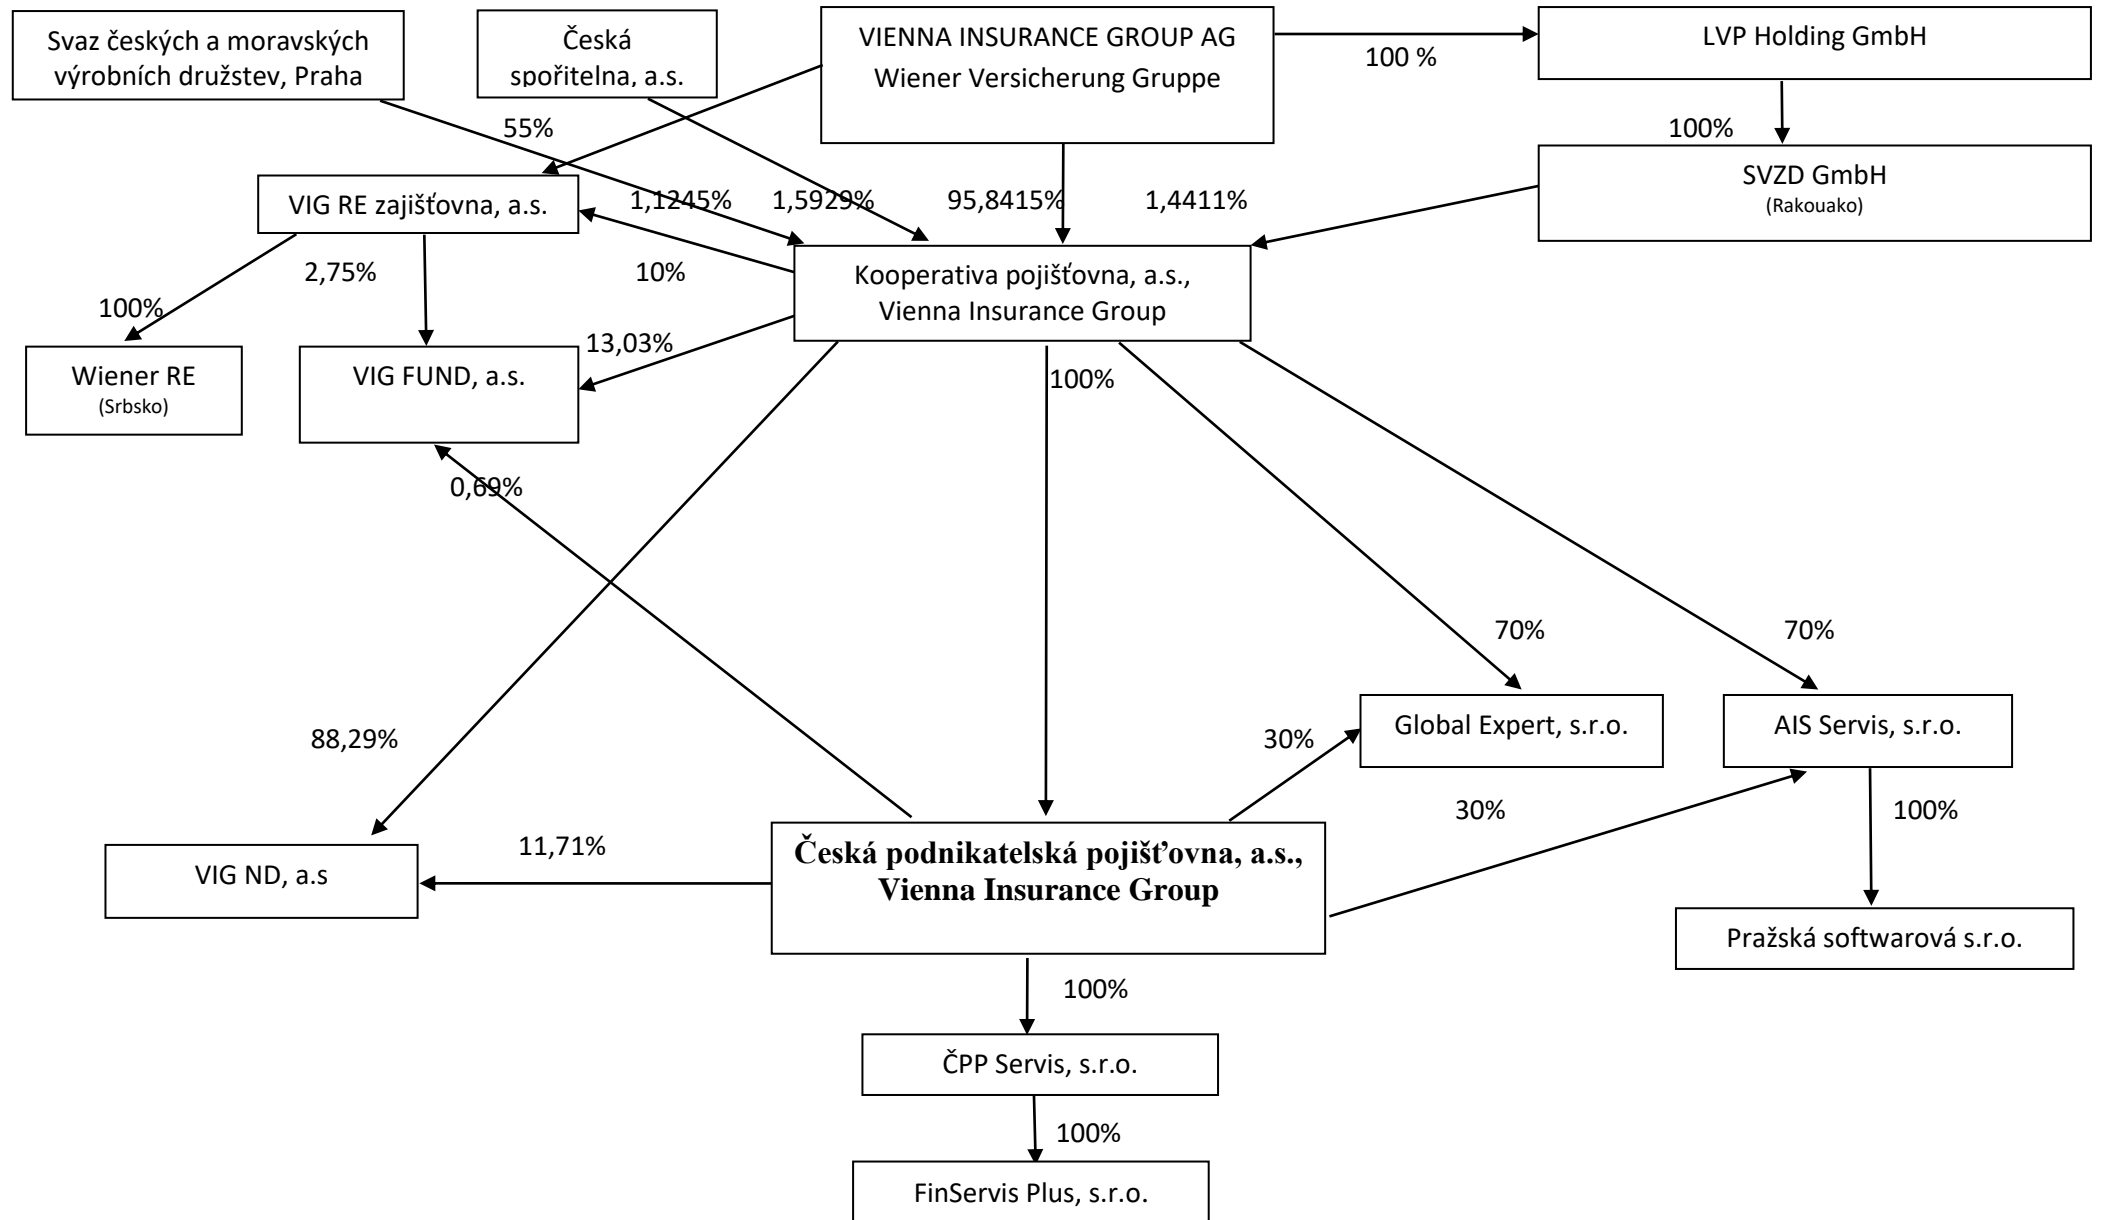 Svaz českých a moravských
výrobních družstev, Praha
Česká
spořitelna, a.s.
VIENNA INSURANCE GROUP AG
Wiener Versicherung Gruppe
100 %
LVP Holding GmbH
55%
100%
SVZD GmbH
(Rakouako)
VIG RE zajišťovna, a.s.
1,1245%
1,5929%
95,8415%
1,4411%
2,75%
10%
Kooperativa pojišťovna, a.s.,
Vienna Insurance Group
100%
13,03%
Wiener RE
(Srbsko)
VIG FUND, a.s.
100%
0,69%
70%
70%
88,29%
30%
Global Expert, s.r.o.
AIS Servis, s.r.o.
30%
100%
11,71%
VIG ND, a.s
Česká podnikatelská pojišťovna, a.s.,
Vienna Insurance Group
Pražská softwarová s.r.o.
100%
ČPP Servis, s.r.o.
100%
FinServis Plus, s.r.o.